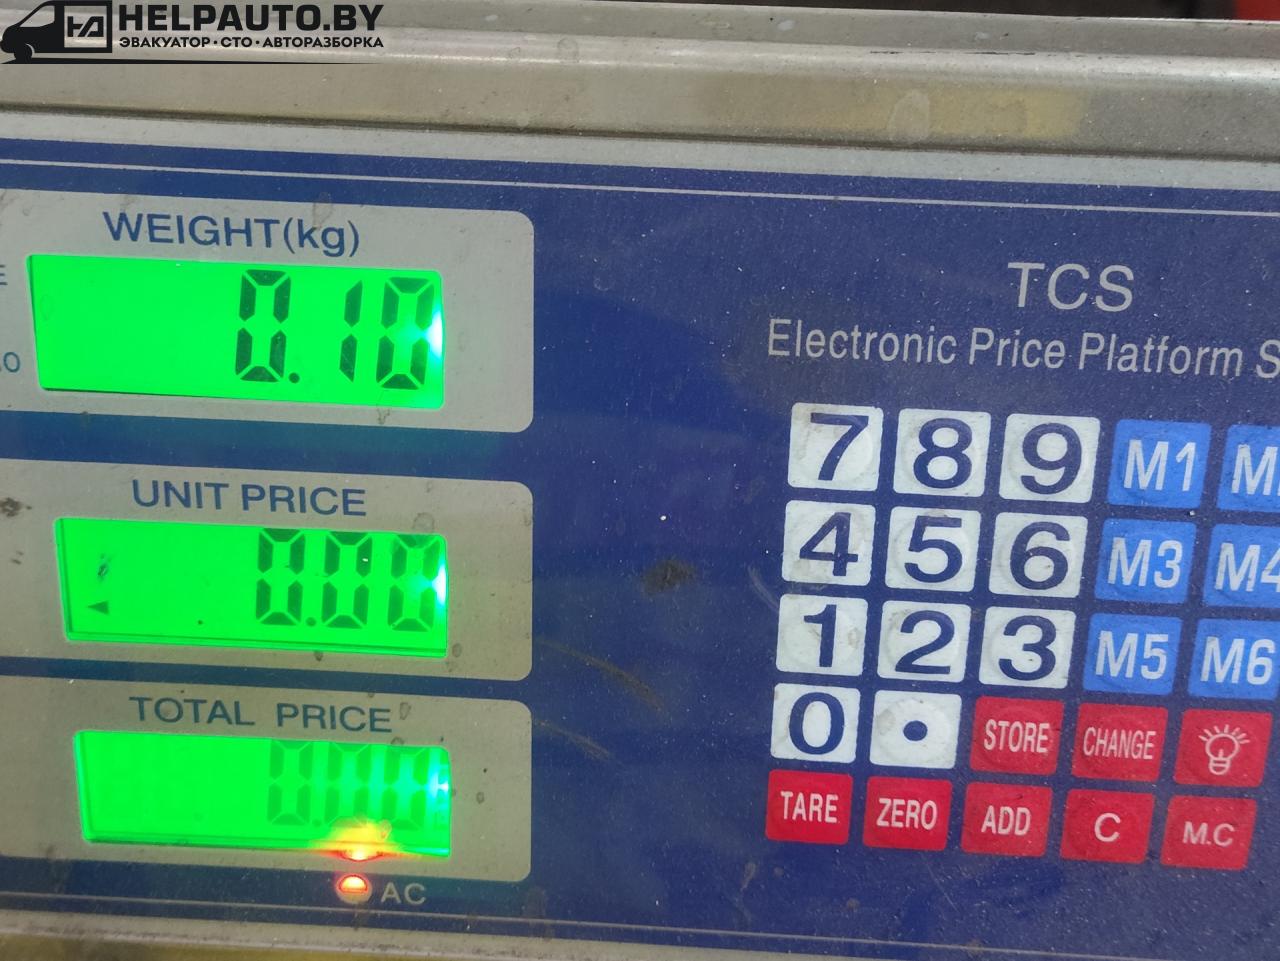 HELPAUTO.BY
ЭВАКУАТОР·СТО·АВТОРАЗБОРКА
WEIGHT(kg)
0.10
UNIT PRICE
0.00
TOTAL PRICE
0.00
AC
TCS
Electronic Price Platform
7 8 9 M1
4 5 6 M3 M4
1 2 3 M5 M6
0 . STORE CHANGE
TARE ZERO ADD C M.C